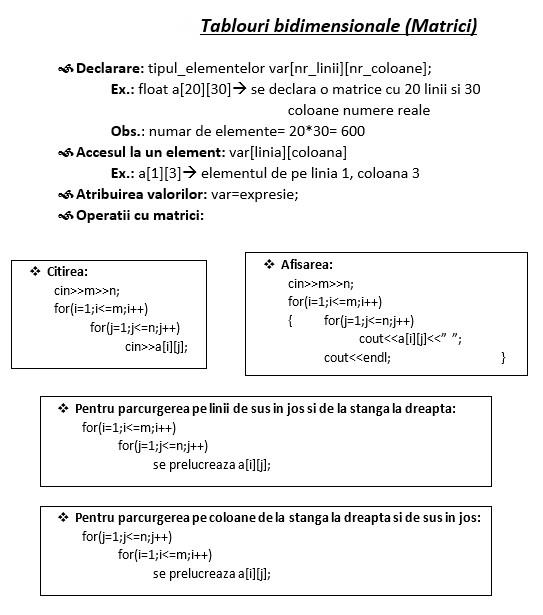 Tablouri bidimensionale (Matrici)
Declarare: tipul_elementelor var[nr_linii][nr_coloane];
Ex.: float a[20][30]→ se declara o matrice cu 20 linii si 30
coloane numere reale
Obs.: numar de elemente= 20*30= 600
Accesul la un element: var[linia][coloana]
Ex.: a[1][3]→ elementul de pe linia 1, coloana 3
Atribuirea valorilor: var=expresie;
Operatii cu matrici:
❖ Citirea:
cin>>m>>n;
for(i=1;i<=m;i++)
for(j=1;j<=n;j++)
cin>>a[i][j];
❖ Afisarea:
cin>>m>>n;
for(i=1;i<=m;i++)
{ for(j=1;j<=n;j++)
cout<<a[i][j]<<” ”;
cout<<endl; }
❖ Pentru parcurgerea pe linii de sus in jos si de la stanga la dreapta:
for(i=1;i<=m;i++)
for(j=1;j<=n;j++)
se prelucreaza a[i][j];
❖ Pentru parcurgerea pe coloane de la stanga la dreapta si de sus in jos:
for(j=1;j<=n;j++)
for(i=1;i<=m;i++)
se prelucreaza a[i][j];